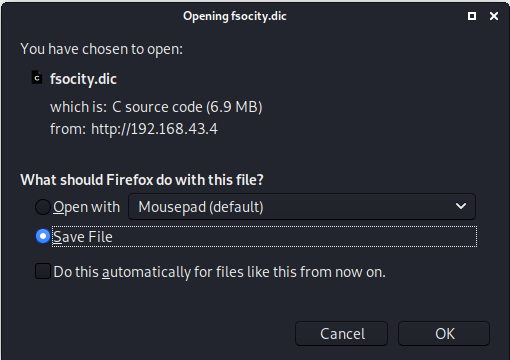 Opening fsocity.dic
You have chosen to open:
C
fsocity.dic
which is: C source code (6.9 MB)
from: http://192.168.43.4
What should Firefox do with this file?
Open with
Mousepad (default)
Save File
Do this automatically for files like this from now on.
Cancel
OK